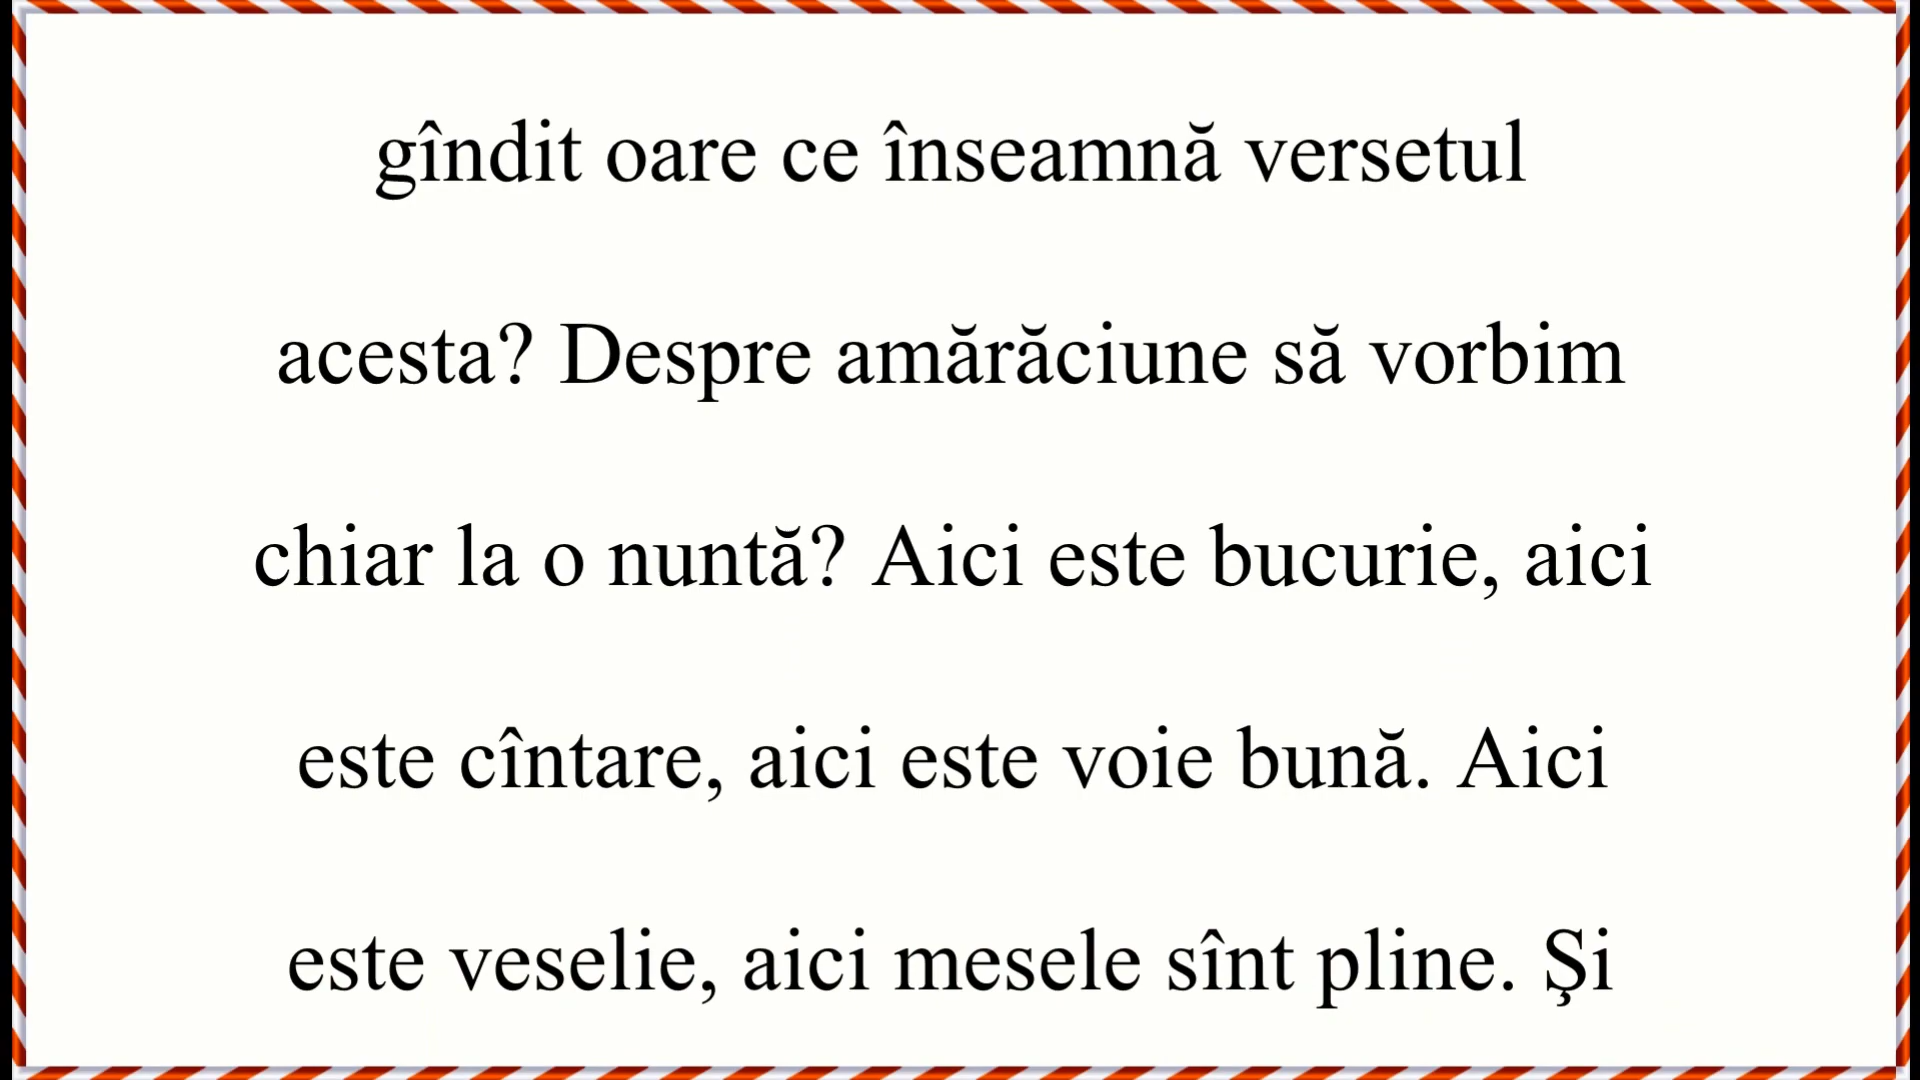 gîndit oare ce înseamnă versetul
acesta? Despre amărăciune să vorbim
chiar la o nuntă? Aici este bucurie, aici
este cîntare, aici este voie bună. Aici
este veselie, aici mesele sînt pline. Şi